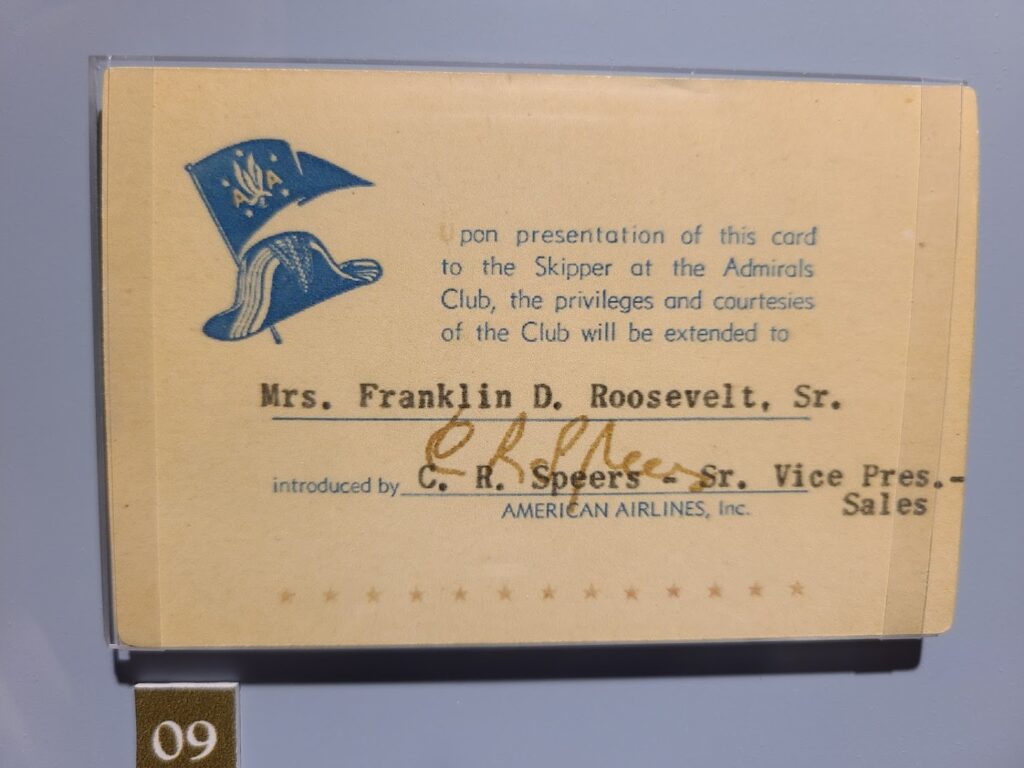 AA
Upon presentation of this card
to the Skipper at the Admirals
Club, the privileges and courtesies
of the Club will be extended to
Mrs. Franklin D. Roosevelt, Sr.
C R Speers
introduced by C. R. Speers - Sr. Vice Pres.-
Sales
AMERICAN AIRLINES, Inc.
09